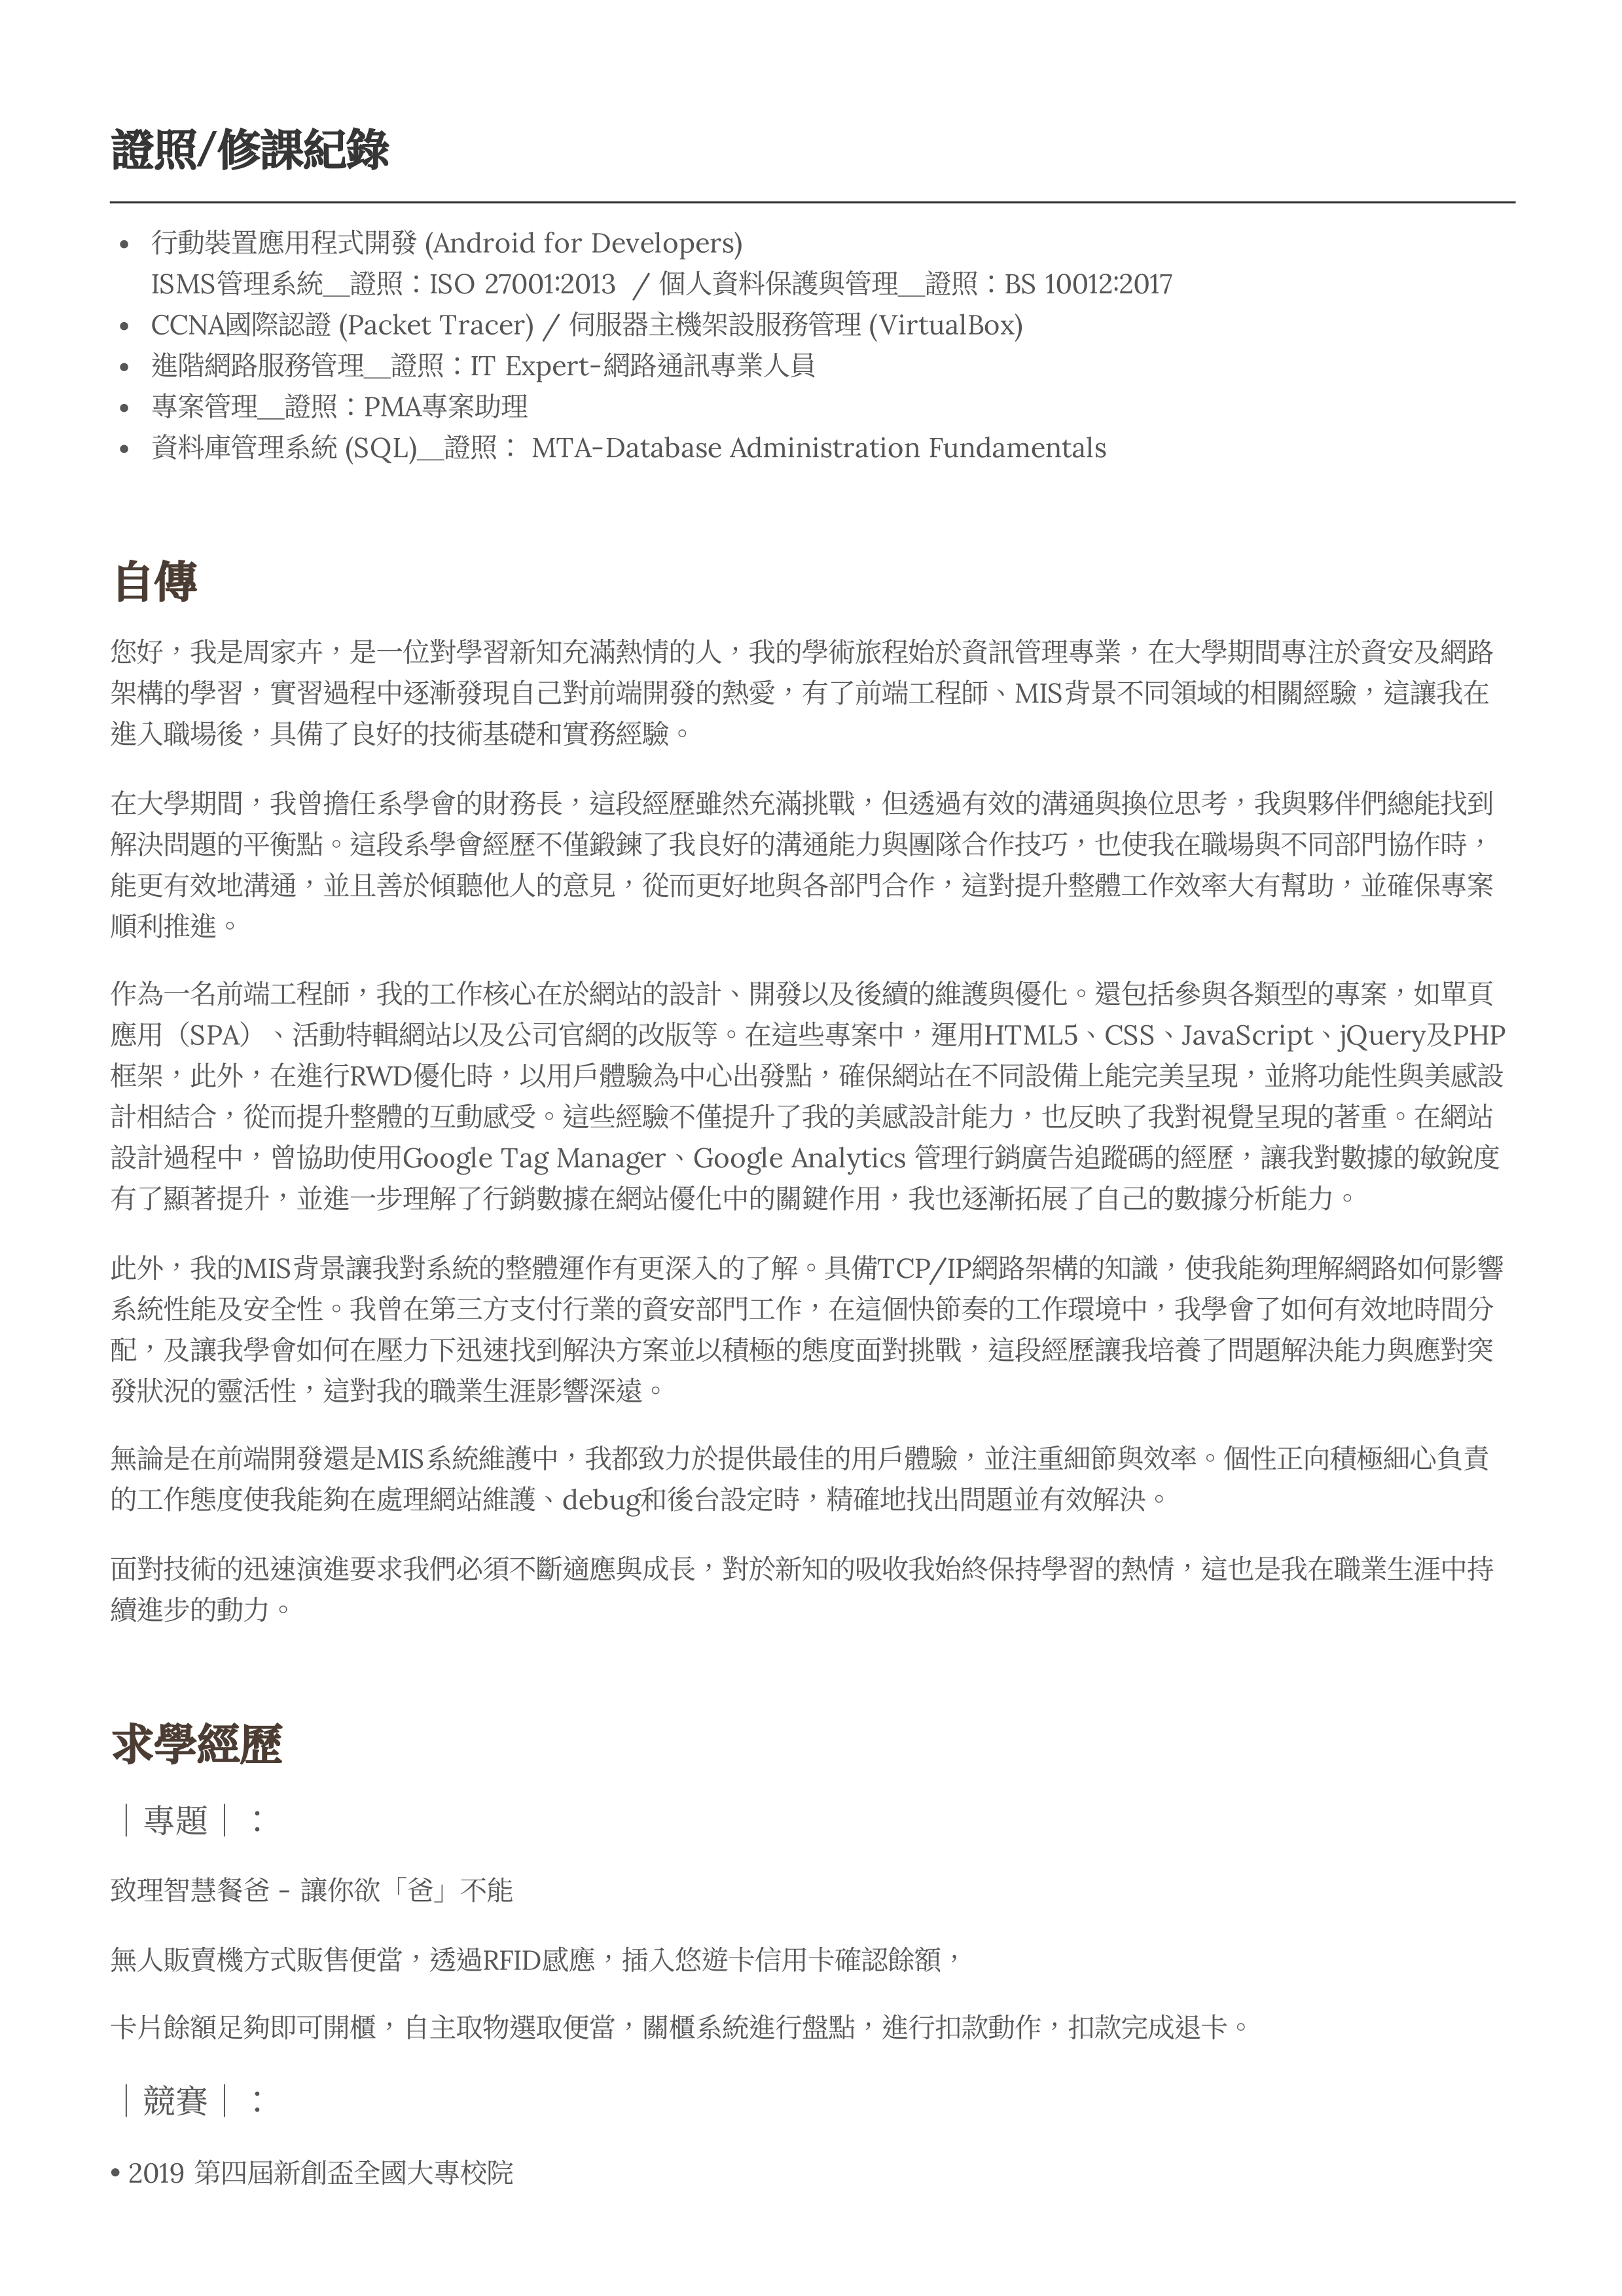 證照/修課紀錄
• 行動裝置應用程式開發 (Android for Developers)
ISMS管理系統__證照：ISO 27001:2013 / 個人資料保護與管理__證照：BS 10012:2017
• CCNA國際認證 (Packet Tracer) / 伺服器主機架設服務管理 (VirtualBox)
• 進階網路服務管理__證照：IT Expert-網路通訊專業人員
• 專案管理__證照：PMA專案助理
• 資料庫管理系統 (SQL)__證照： MTA-Database Administration Fundamentals
自傳
您好，我是周家卉，是一位對學習新知充滿熱情的人，我的學術旅程始於資訊管理專業，在大學期間專注於資安及網路
架構的學習，實習過程中逐漸發現自己對前端開發的熱愛，有了前端工程師、MIS背景不同領域的相關經驗，這讓我在
進入職場後，具備了良好的技術基礎和實務經驗。
在大學期間，我曾擔任系學會的財務長，這段經歷雖然充滿挑戰，但透過有效的溝通與換位思考，我與夥伴們總能找到
解決問題的平衡點。這段系學會經歷不僅鍛鍊了我良好的溝通能力與團隊合作技巧，也使我在職場與不同部門協作時，
能更有效地溝通，並且善於傾聽他人的意見，從而更好地與各部門合作，這對提升整體工作效率大有幫助，並確保專案
順利推進。
作為一名前端工程師，我的工作核心在於網站的設計、開發以及後續的維護與優化。還包括參與各類型的專案，如單頁
應用（SPA）、活動特輯網站以及公司官網的改版等。在這些專案中，運用HTML5、CSS、JavaScript、jQuery及PHP
框架，此外，在進行RWD優化時，以用戶體驗為中心出發點，確保網站在不同設備上能完美呈現，並將功能性與美感設
計相結合，從而提升整體的互動感受。這些經驗不僅提升了我的美感設計能力，也反映了我對視覺呈現的著重。在網站
設計過程中，曾協助使用Google Tag Manager、Google Analytics 管理行銷廣告追蹤碼的經歷，讓我對數據的敏銳度
有了顯著提升，並進一步理解了行銷數據在網站優化中的關鍵作用，我也逐漸拓展了自己的數據分析能力。
此外，我的MIS背景讓我對系統的整體運作有更深入的了解。具備TCP/IP網路架構的知識，使我能夠理解網路如何影響
系統性能及安全性。我曾在第三方支付行業的資安部門工作，在這個快節奏的工作環境中，我學會了如何有效地時間分
配，及讓我學會如何在壓力下迅速找到解決方案並以積極的態度面對挑戰，這段經歷讓我培養了問題解決能力與應對突
發狀況的靈活性，這對我的職業生涯影響深遠。
無論是在前端開發還是MIS系統維護中，我都致力於提供最佳的用戶體驗，並注重細節與效率。個性正向積極細心負責
的工作態度使我能夠在處理網站維護、debug和後台設定時，精確地找出問題並有效解決。
面對技術的迅速演進要求我們必須不斷適應與成長，對於新知的吸收我始終保持學習的熱情，這也是我在職業生涯中持
續進步的動力。
求學經歷
｜專題｜：
致理智慧餐爸 - 讓你欲「爸」不能
無人販賣機方式販售便當，透過RFID感應，插入悠遊卡信用卡確認餘額，
卡片餘額足夠即可開櫃，自主取物選取便當，關櫃系統進行盤點，進行扣款動作，扣款完成退卡。
｜競賽｜：
• 2019 第四屆新創盃全國大專校院